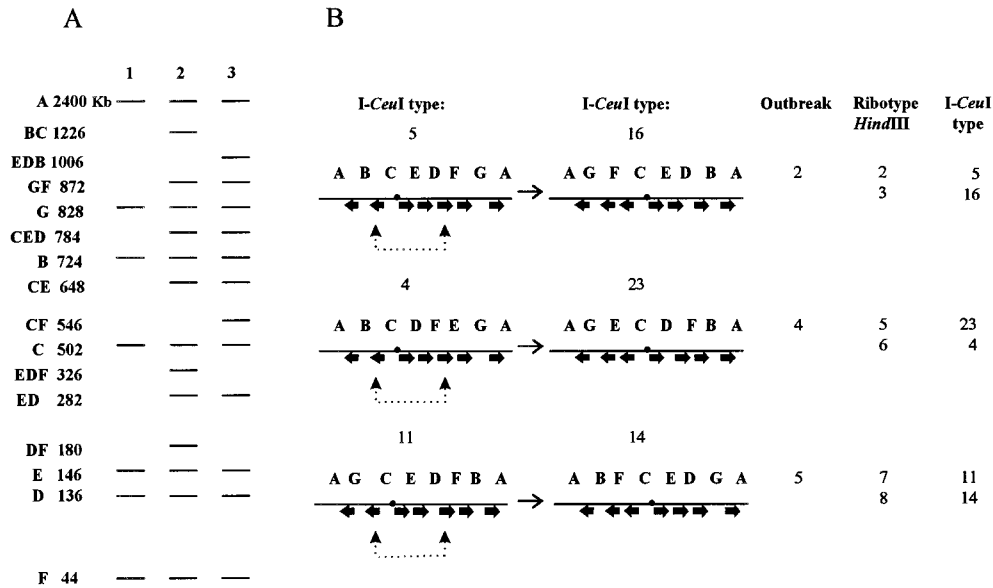 A
1 2 3
A 2400 Kb
BC 1226
EDB 1006
GF 872
G 828
CED 784
B 724
CE 648
CF 546
C 502
EDF 326
ED 282
DF 180
E 146
D 136
F 44
B
I-CeuI type: I-CeuI type: Outbreak Ribotype I-CeuI
HindIII type
5 16
A B C E D F G A A G F C E D B A 2 2 5
3 16
4 23
A B C D F E G A A G E C D F B A 4 5 23
6 4
11 14
A G C E D F B A A B F C E D G A 5 7 11
8 14